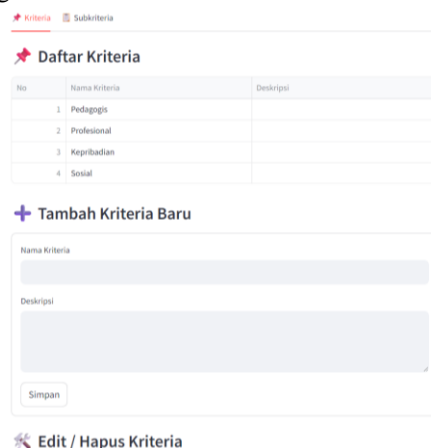 Kriteria Subkriteria
Daftar Kriteria
No Nama Kriteria Deskripsi
1 Pedagogis
2 Profesional
3 Kepribadian
4 Sosial
Tambah Kriteria Baru
Nama Kriteria
Deskripsi
Simpan
Edit / Hapus Kriteria